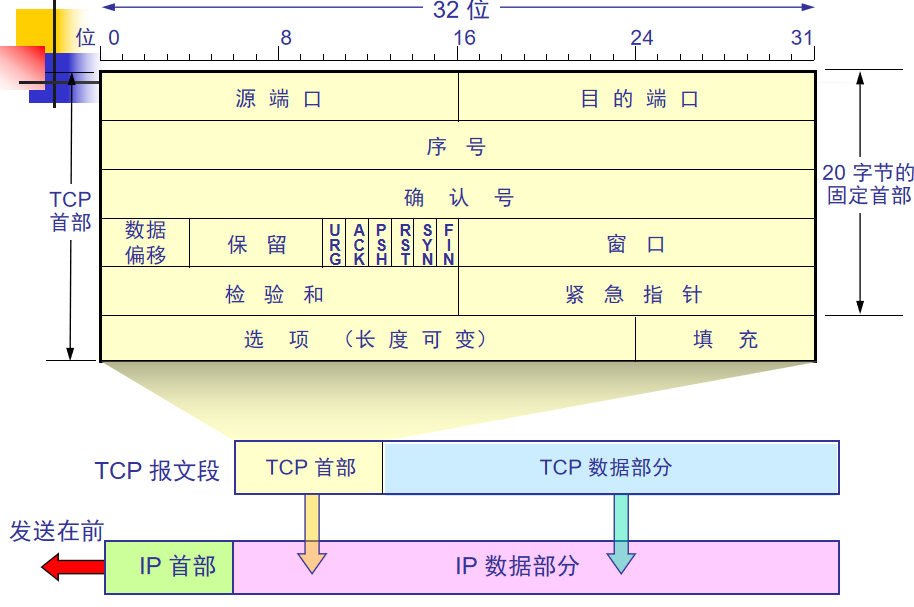 32 位
位 0 8 16 24 31
源 端 口 目 的 端 口
序 号
TCP
首部
20 字节的
固定首部
确 认 号
数据
偏移
保 留
URG
ACK
PSH
RST
SYN
FIN
窗 口
检 验 和 紧 急 指 针
选 项 （长 度 可 变） 填 充
TCP 报文段 TCP 首部 TCP 数据部分
发送在前
IP 首部 IP 数据部分